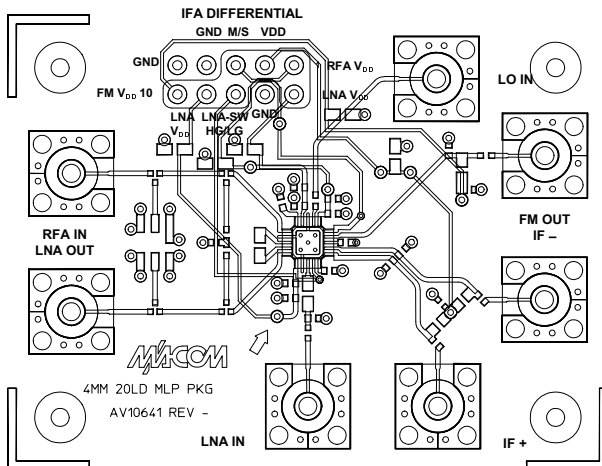 IFA DIFFERENTIAL
GND M/S VDD
GND
RFA VDD
LO IN
FM VDD 10
LNA VDD
LNA VDD
LNA-SW HG/LG
GND
RFA IN
LNA OUT
FM OUT
IF –
M/A-COM
4MM 20LD MLP PKG
AV10641 REV -
LNA IN
IF +